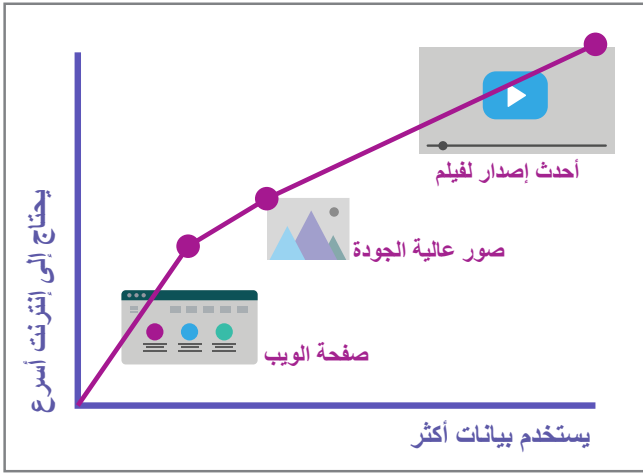 أحدث إصدار لفيلم
صور عالية الجودة
صفحة الويب
يحتاج إلى إنترنت أسرع
يستخدم بيانات أكثر